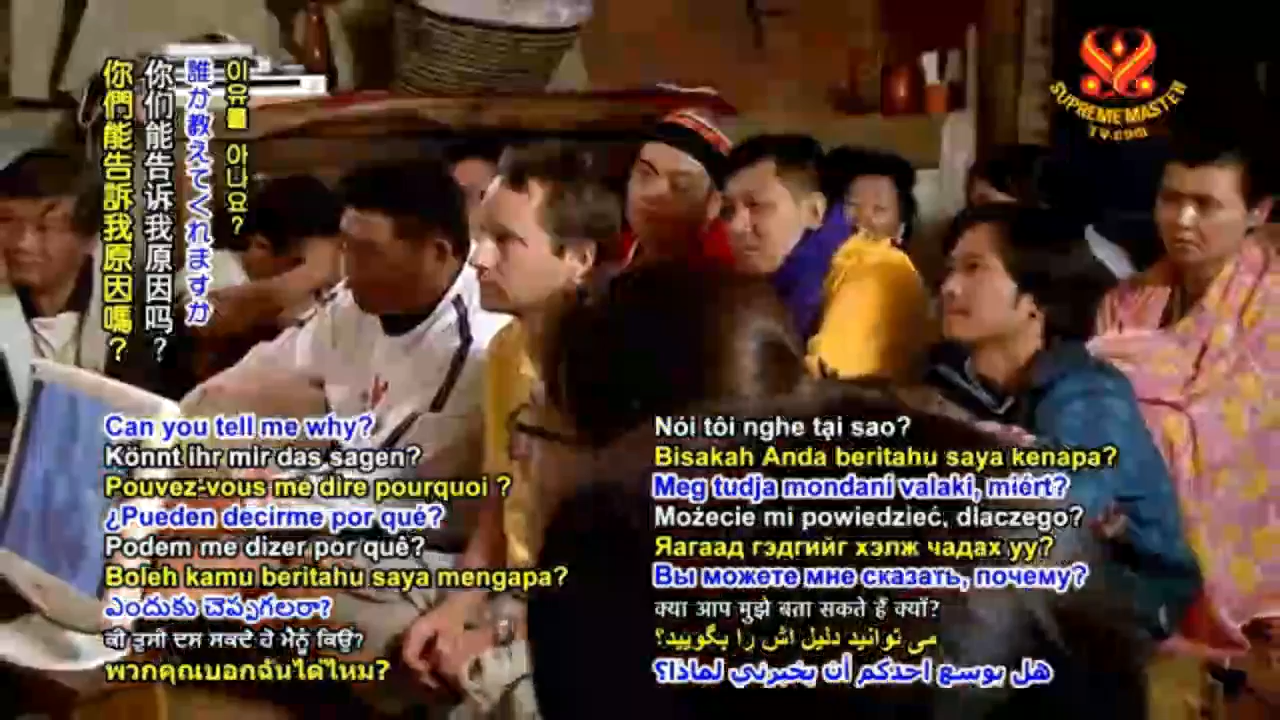 이유를 아나요?
誰か教えてくれますか
你们能告诉我原因吗?
你們能告訴我原因嗎?
SUPREME MASTER
TV.com
Can you tell me why?
Könnt ihr mir das sagen?
Pouvez-vous me dire pourquoi ?
¿Pueden decirme por qué?
Podem me dizer por quê?
Boleh kamu beritahu saya mengapa?
ఎందుకు చెప్పగలరా?
ਕੀ ਤੁਸੀ ਦਸ ਸਕਦੇ ਹੋ ਮੈਨੂੰ ਕਿਉਂ?
พวกคุณบอกฉันได้ไหม?
Nói tôi nghe tại sao?
Bisakah Anda beritahu saya kenapa?
Meg tudja mondani valaki, miért?
Możecie mi powiedzieć, dlaczego?
Яагаад гэдгийг хэлж чадах уу?
Вы можете мне сказать, почему?
क्या आप मुझे बता सकते हैं क्यों?
می توانید دلیل اش را بگویید؟
هل بوسع احدكم أن يخبرني لماذا؟